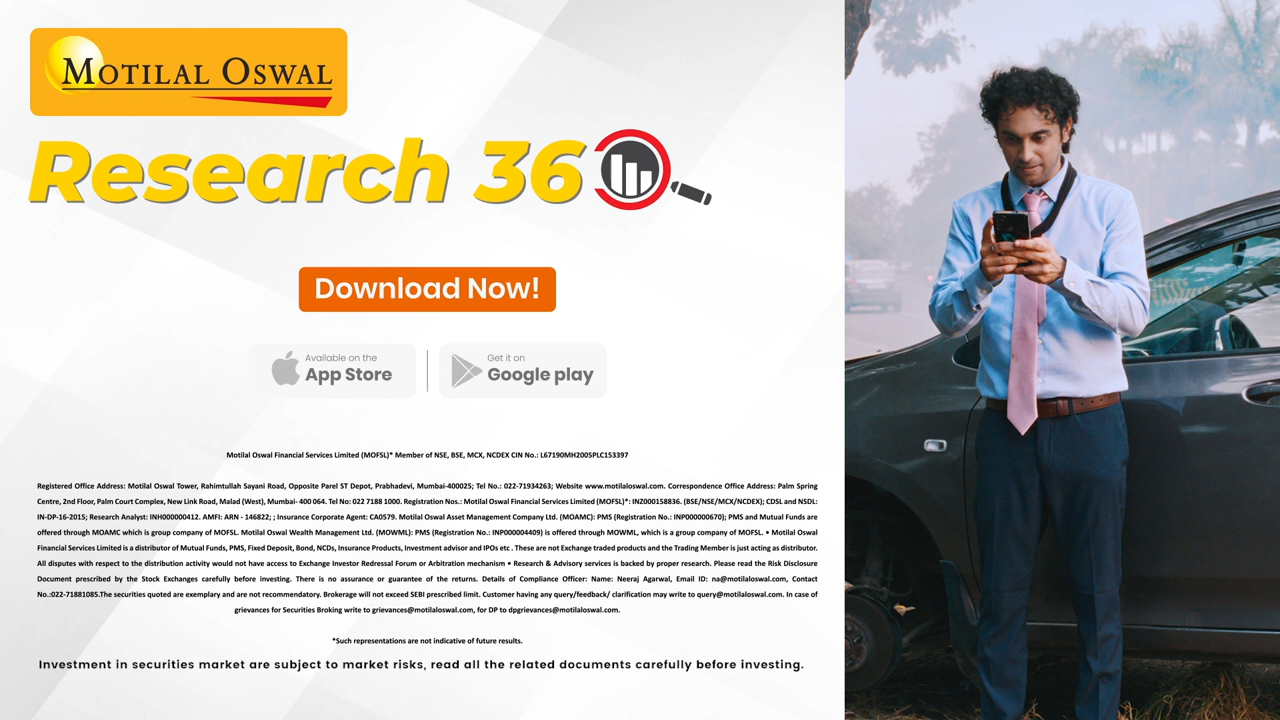 MOTILAL OSWAL
Research 360
Download Now!
Available on the
App Store
Get it on
Google play
Motilal Oswal Financial Services Limited (MOFSL)* Member of NSE, BSE, MCX, NCDEX CIN No.: L67190MH2005PLC153397
Registered Office Address: Motilal Oswal Tower, Rahimtullah Sayani Road, Opposite Parel ST Depot, Prabhadevi, Mumbai-400025; Tel No.: 022-71934263; Website www.motilaloswal.com. Correspondence Office Address: Palm Spring
Centre, 2nd Floor, Palm Court Complex, New Link Road, Malad (West), Mumbai- 400 064. Tel No: 022 7188 1000. Registration Nos.: Motilal Oswal Financial Services Limited (MOFSL)*: INZ000158836. (BSE/NSE/MCX/NCDEX); CDSL and NSDL:
IN-DP-16-2015; Research Analyst: INH000000412. AMFI: ARN - 146822; ; Insurance Corporate Agent: CA0579. Motilal Oswal Asset Management Company Ltd. (MOAMC): PMS (Registration No.: INP000000670); PMS and Mutual Funds are
offered through MOAMC which is group company of MOFSL. Motilal Oswal Wealth Management Ltd. (MOWML): PMS (Registration No.: INP000004409) is offered through MOWML, which is a group company of MOFSL. • Motilal Oswal
Financial Services Limited is a distributor of Mutual Funds, PMS, Fixed Deposit, Bond, NCDs, Insurance Products, Investment advisor and IPOs etc . These are not Exchange traded products and the Trading Member is just acting as distributor.
All disputes with respect to the distribution activity would not have access to Exchange Investor Redressal Forum or Arbitration mechanism • Research & Advisory services is backed by proper research. Please read the Risk Disclosure
Document prescribed by the Stock Exchanges carefully before investing. There is no assurance or guarantee of the returns. Details of Compliance Officer: Name: Neeraj Agarwal, Email ID: na@motilaloswal.com, Contact
No.:022-71881085.The securities quoted are exemplary and are not recommendatory. Brokerage will not exceed SEBI prescribed limit. Customer having any query/feedback/ clarification may write to query@motilaloswal.com. In case of
grievances for Securities Broking write to grievances@motilaloswal.com, for DP to dpgrievances@motilaloswal.com.
*Such representations are not indicative of future results.
Investment in securities market are subject to market risks, read all the related documents carefully before investing.